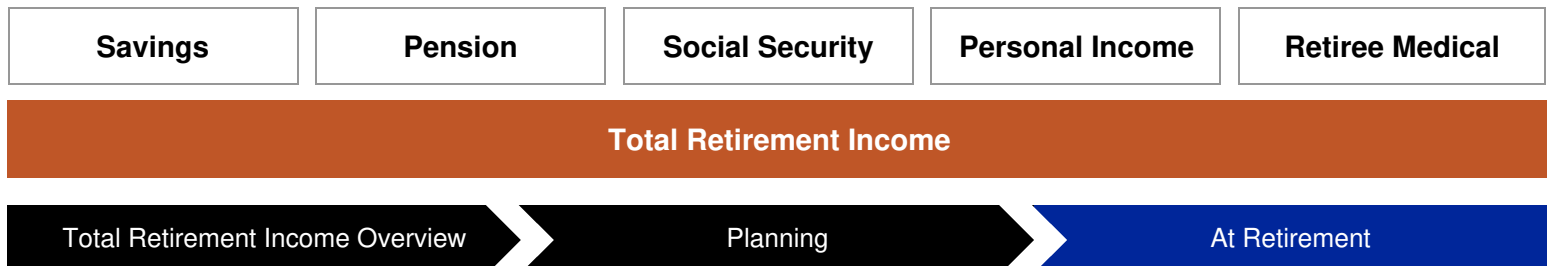 Savings Pension Social Security Personal Income Retiree Medical
Total Retirement Income
Total Retirement Income Overview Planning At Retirement